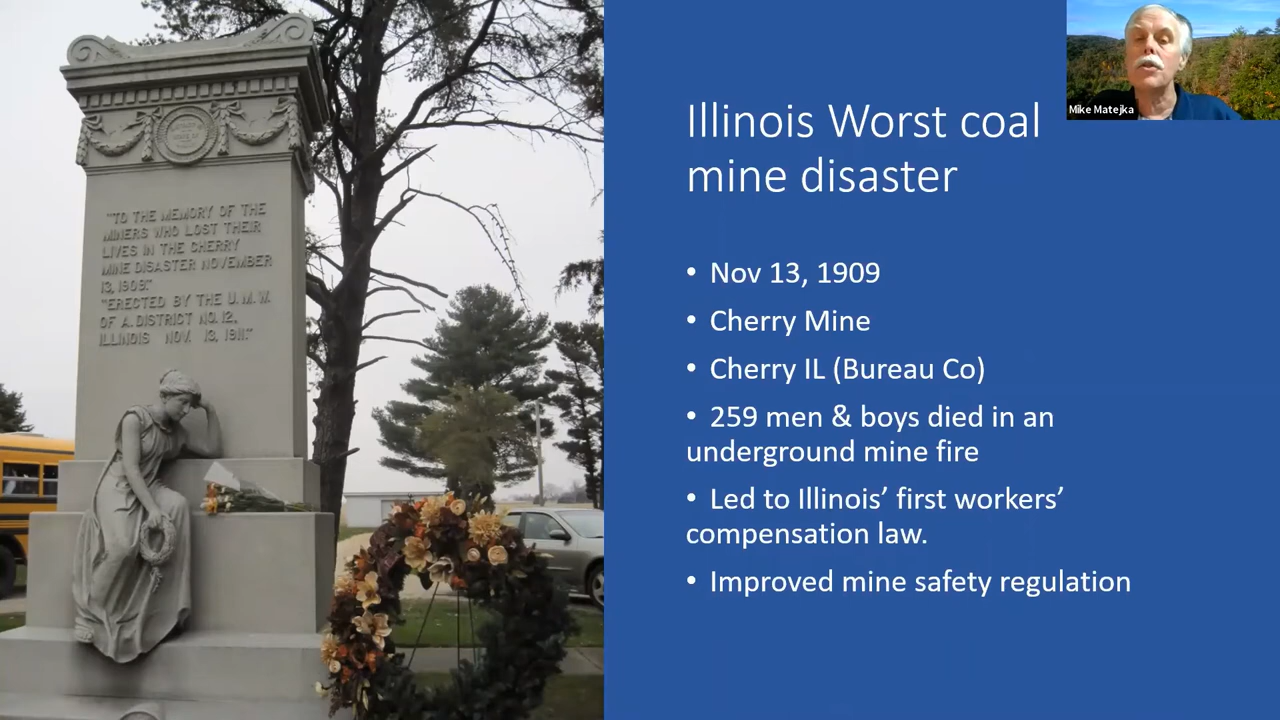 "TO THE MEMORY OF THE
MINERS WHO LOST THEIR
LIVES IN THE CHERRY
MINE DISASTER NOVEMBER
13, 1909."
"ERECTED BY THE U.M.W.
OF A. DISTRICT NO. 12,
ILLINOIS NOV. 13, 1911."
Illinois Worst coal
mine disaster
• Nov 13, 1909
• Cherry Mine
• Cherry IL (Bureau Co)
• 259 men & boys died in an
underground mine fire
• Led to Illinois’ first workers’
compensation law.
• Improved mine safety regulation
Mike Matejka